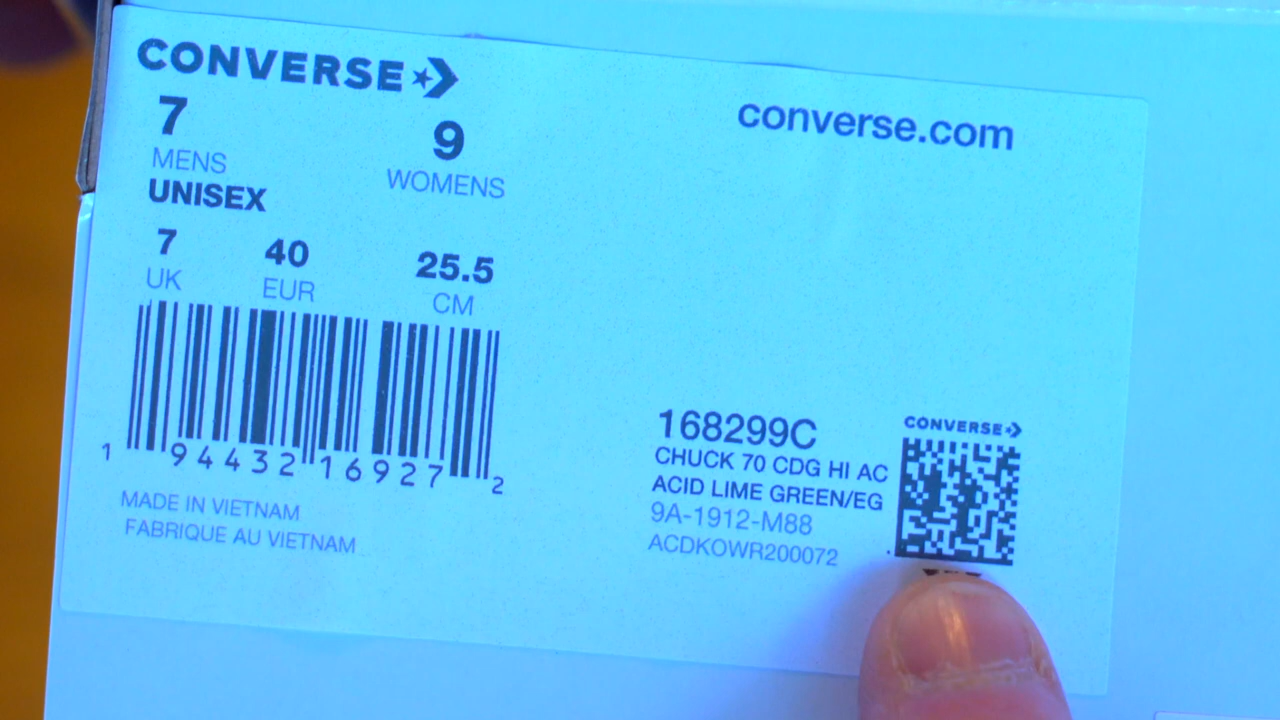 CONVERSE
converse.com
7 9
MENS WOMENS
UNISEX
7 40 25.5
UK EUR CM
1 94432 16927 2
MADE IN VIETNAM
FABRIQUE AU VIETNAM
168299C
CHUCK 70 CDG HI AC
ACID LIME GREEN/EG
9A-1912-M88
ACDKOWR200072
CONVERSE